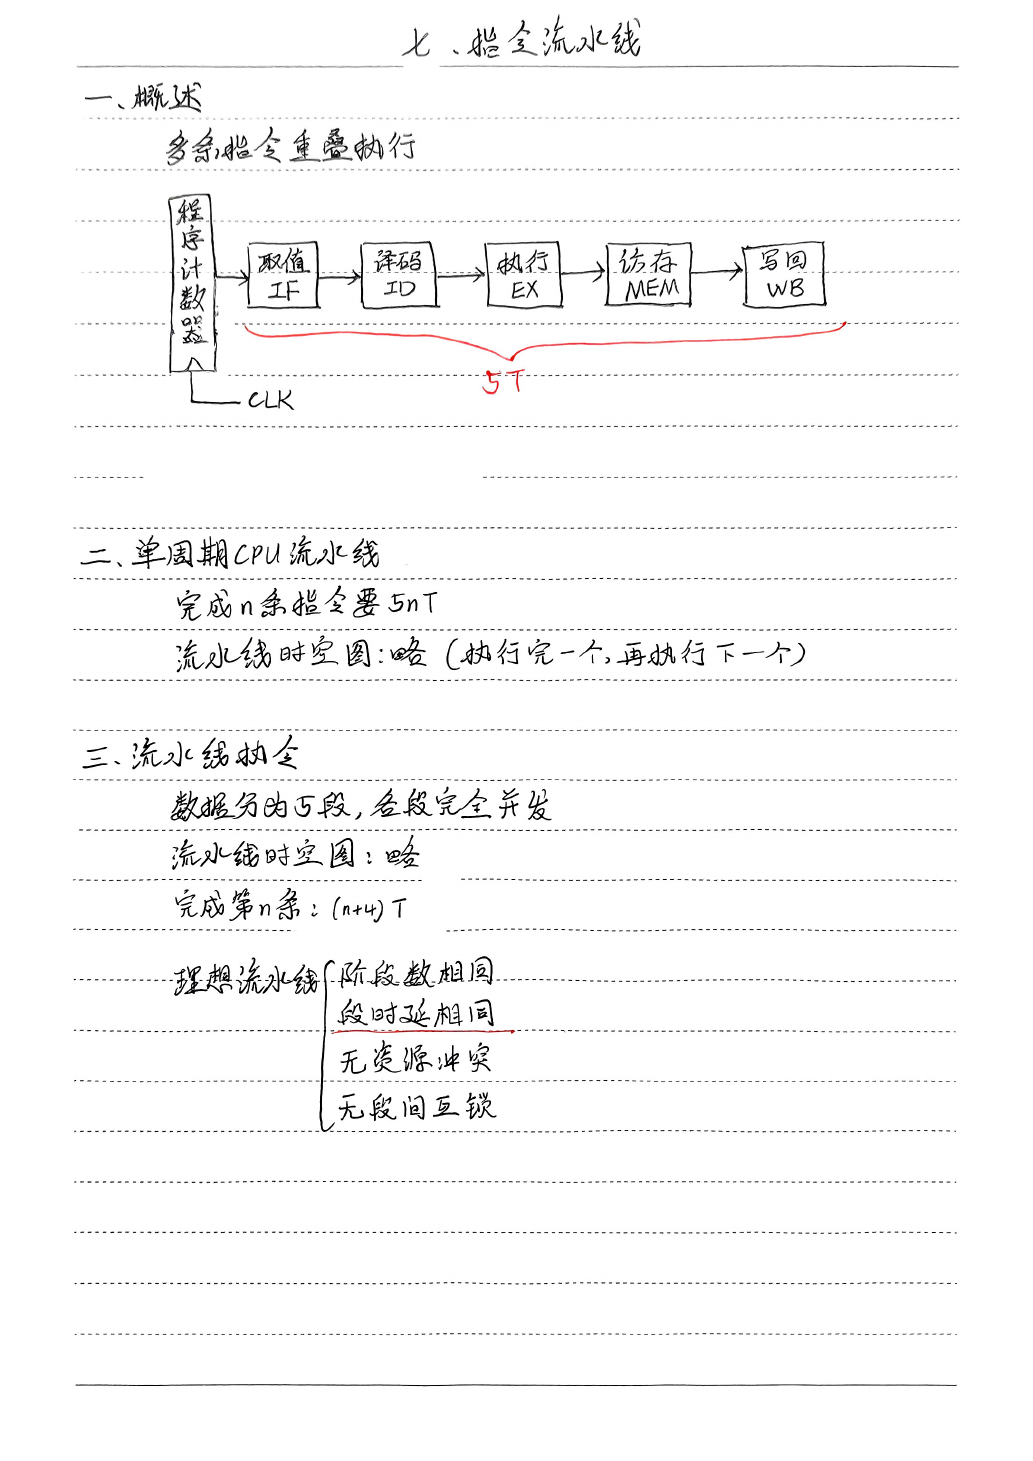 七、指令流水线
一、概述
多条指令重叠执行
程序计数器
取值 IF
译码 ID
执行 EX
访存 MEM
写回 WB
5T
CLK
二、单周期CPU流水线
完成n条指令要5nT
流水线时空图:略(执行完一个,再执行下一个)
三、流水线执令
数据分为5段,各段完全并发
流水线时空图:略
完成第n条:(n+4)T
理想流水线
阶段数相同
段时延相同
无资源冲突
无段间互锁